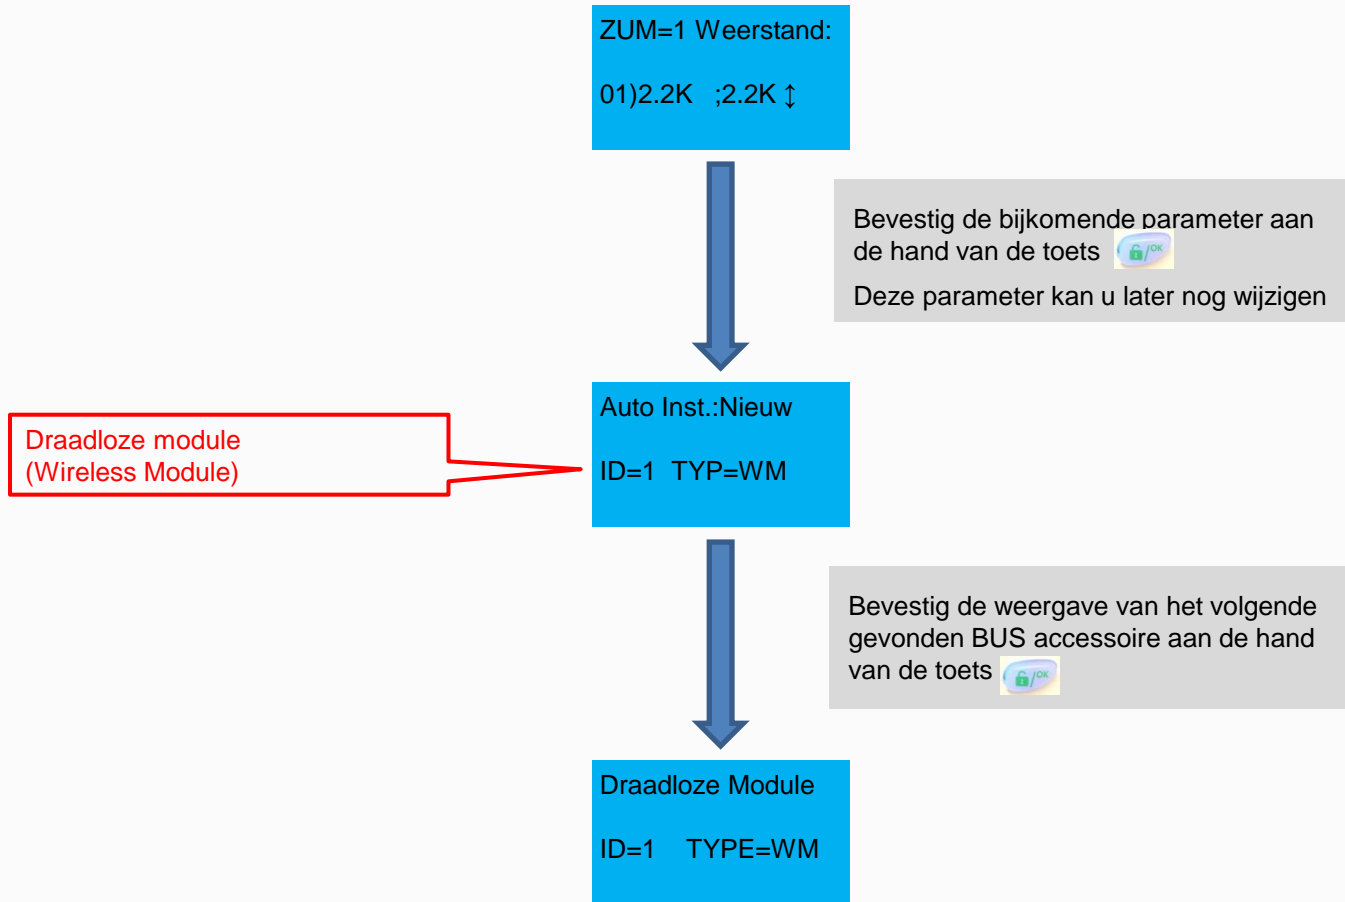 ZUM=1 Weerstand:
01)2.2K ;2.2K ↕
Bevestig de bijkomende parameter aan
de hand van de toets /OK
Deze parameter kan u later nog wijzigen
Auto Inst.:Nieuw
ID=1 TYP=WM
Draadloze module
(Wireless Module)
Bevestig de weergave van het volgende
gevonden BUS accessoire aan de hand
van de toets /OK
Draadloze Module
ID=1 TYPE=WM